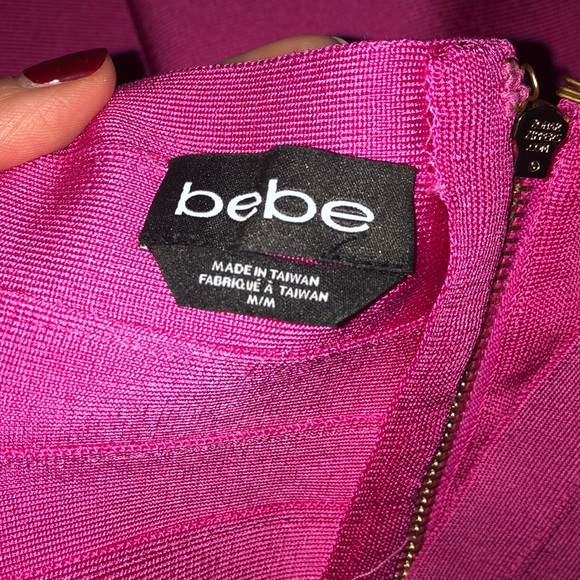 bebe
MADE IN TAIWAN
FABRIQUÉ À TAIWAN
M/M